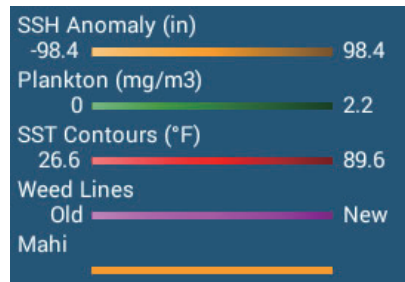 SSH Anomaly (in)
-98.4 98.4
Plankton (mg/m3)
0 2.2
SST Contours (°F)
26.6 89.6
Weed Lines
Old New
Mahi